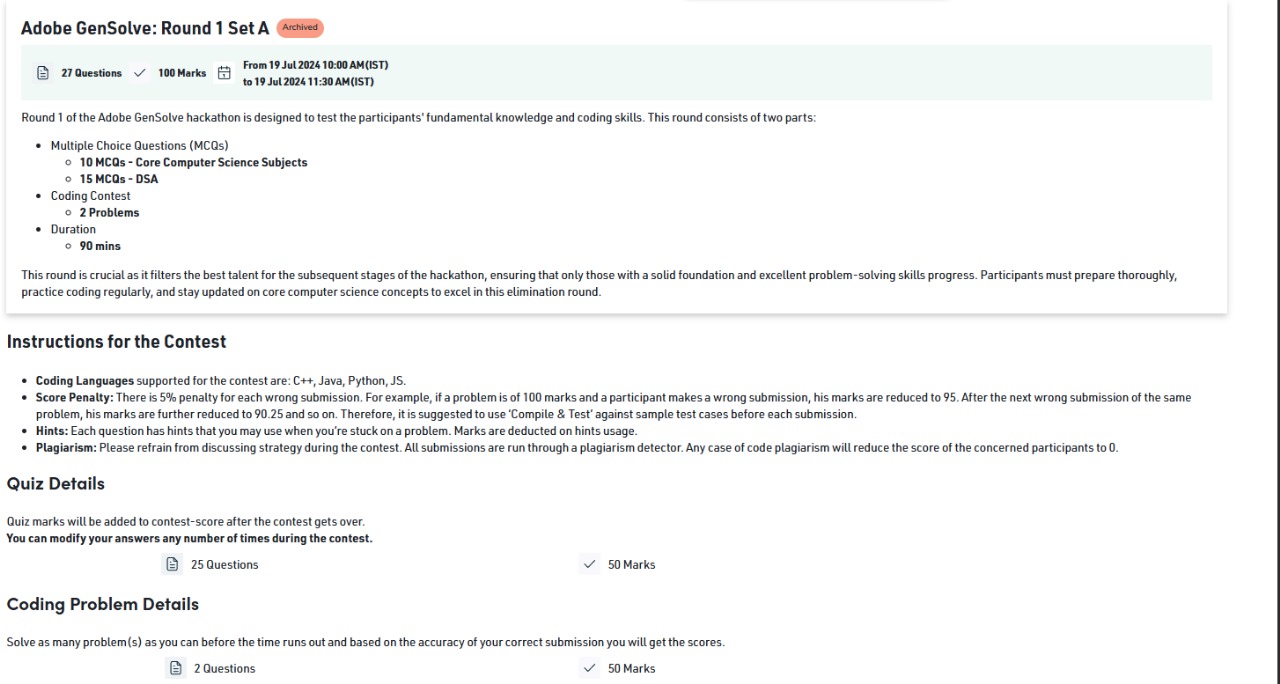 Adobe GenSolve: Round 1 Set A Archived
27 Questions 100 Marks From 19 Jul 2024 10:00 AM(IST)
to 19 Jul 2024 11:30 AM(IST)
Round 1 of the Adobe GenSolve hackathon is designed to test the participants' fundamental knowledge and coding skills. This round consists of two parts:
• Multiple Choice Questions (MCQs)
◦ 10 MCQs - Core Computer Science Subjects
◦ 15 MCQs - DSA
• Coding Contest
◦ 2 Problems
• Duration
◦ 90 mins
This round is crucial as it filters the best talent for the subsequent stages of the hackathon, ensuring that only those with a solid foundation and excellent problem-solving skills progress. Participants must prepare thoroughly,
practice coding regularly, and stay updated on core computer science concepts to excel in this elimination round.
Instructions for the Contest
• Coding Languages supported for the contest are: C++, Java, Python, JS.
• Score Penalty: There is 5% penalty for each wrong submission. For example, if a problem is of 100 marks and a participant makes a wrong submission, his marks are reduced to 95. After the next wrong submission of the same
problem, his marks are further reduced to 90.25 and so on. Therefore, it is suggested to use 'Compile & Test' against sample test cases before each submission.
• Hints: Each question has hints that you may use when you're stuck on a problem. Marks are deducted on hints usage.
• Plagiarism: Please refrain from discussing strategy during the contest. All submissions are run through a plagiarism detector. Any case of code plagiarism will reduce the score of the concerned participants to 0.
Quiz Details
Quiz marks will be added to contest-score after the contest gets over.
You can modify your answers any number of times during the contest.
25 Questions 50 Marks
Coding Problem Details
Solve as many problem(s) as you can before the time runs out and based on the accuracy of your correct submission you will get the scores.
2 Questions 50 Marks